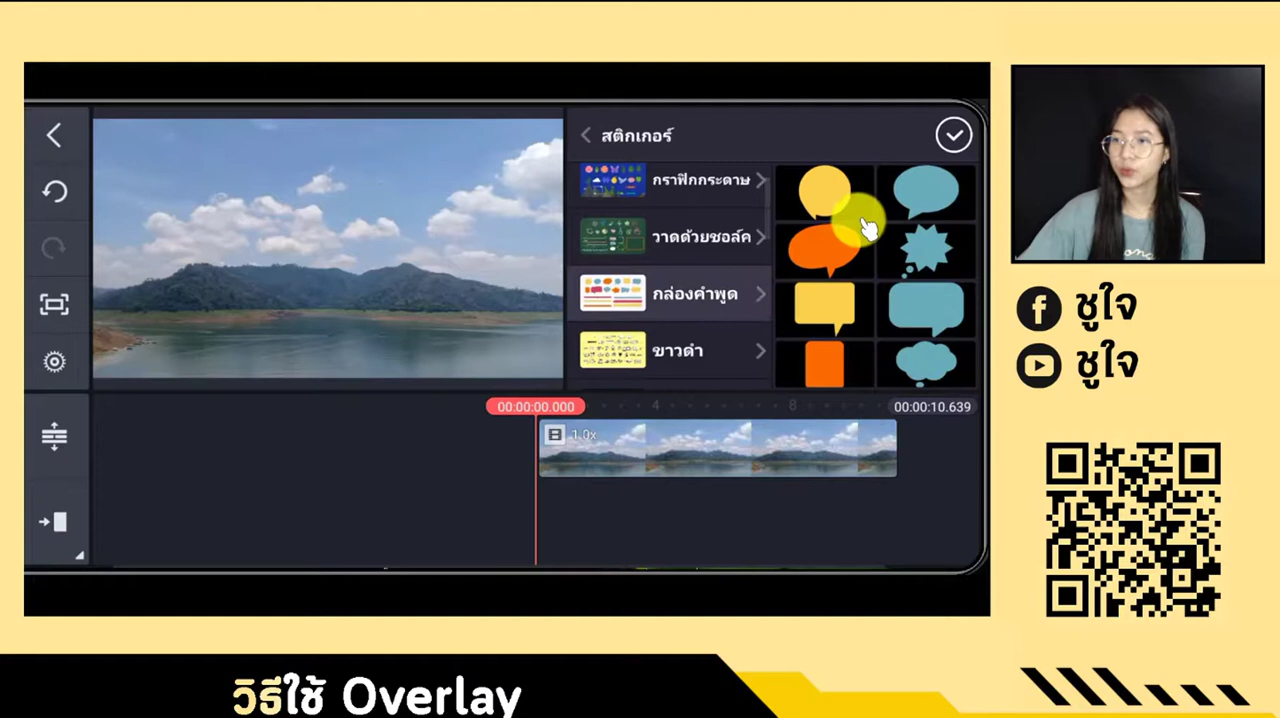 สติกเกอร์
กราฟิกกระดาษ
วาดด้วยชอล์ค
กล่องคำพูด
ขาวดำ
00:00:00.000
4
8
00:00:10.639
1.0x
ชูใจ
ชูใจ
วิธีใช้ Overlay